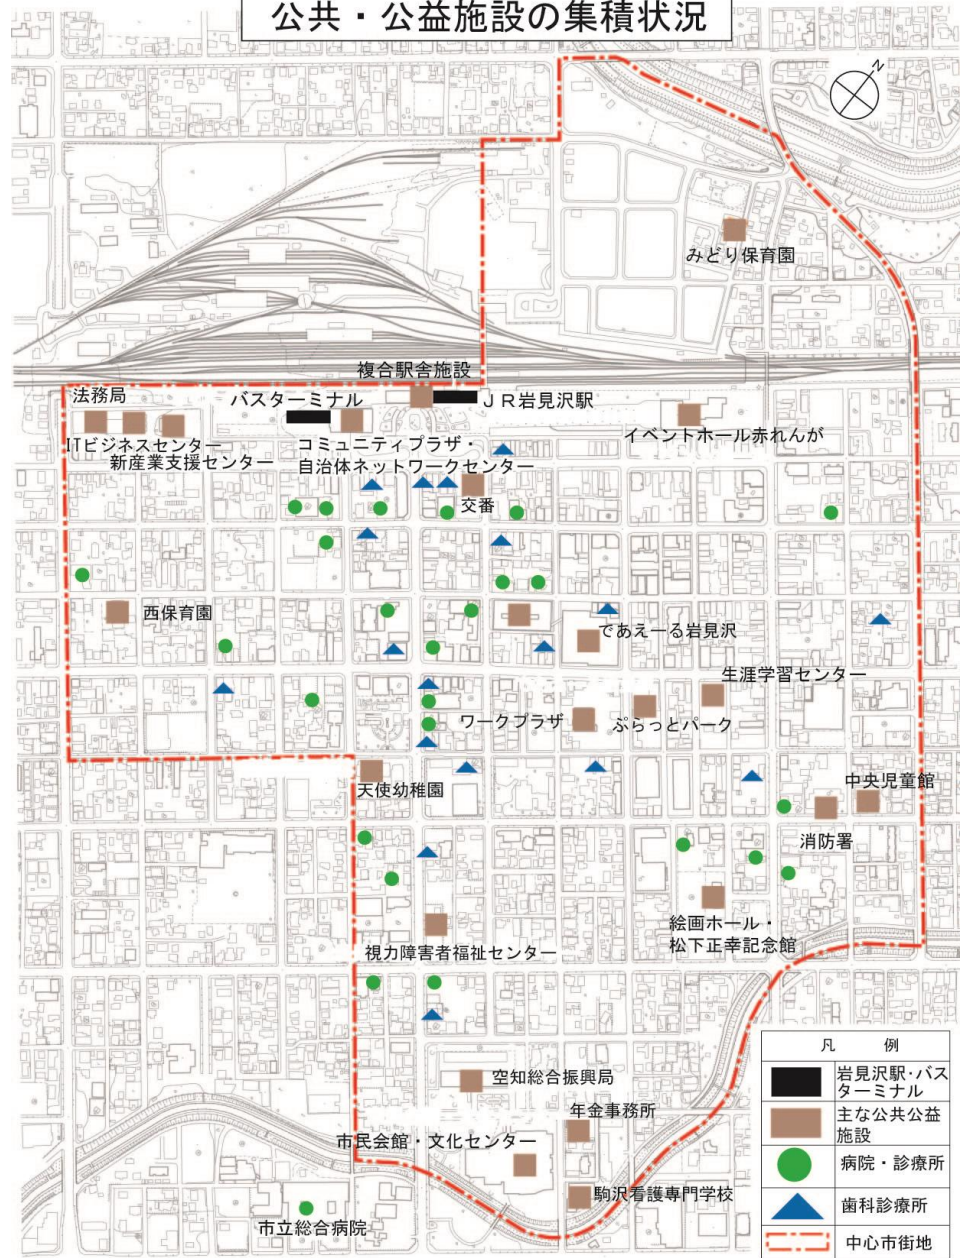 公共・公益施設の集積状況
N
みどり保育園
複合駅舎施設
法務局
バスターミナル
JR岩見沢駅
ITビジネスセンター
新産業支援センター
コミュニティプラザ・
自治体ネットワークセンター
イベントホール赤れんが
交番
西保育園
であえーる岩見沢
生涯学習センター
ワークプラザ
ぷらっとパーク
天使幼稚園
中央児童館
消防署
絵画ホール・
松下正幸記念館
視力障害者福祉センター
空知総合振興局
年金事務所
市民会館・文化センター
駒沢看護専門学校
市立総合病院
凡 例
岩見沢駅・バス
ターミナル
主な公共公益
施設
病院・診療所
歯科診療所
中心市街地